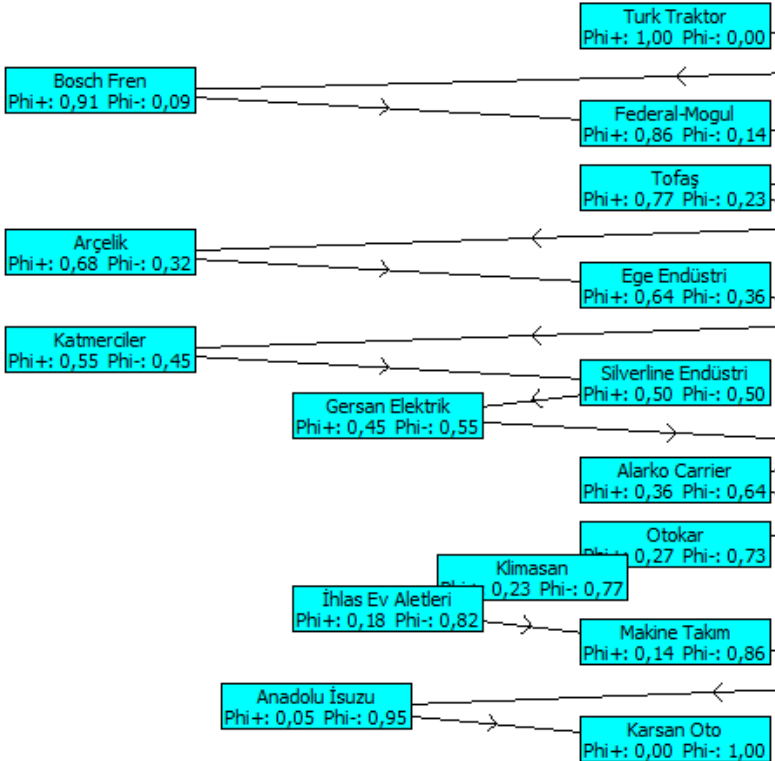 Turk Traktor
Phi+: 1,00 Phi-: 0,00
Bosch Fren
Phi+: 0,91 Phi-: 0,09
Federal-Mogul
Phi+: 0,86 Phi-: 0,14
Tofaş
Phi+: 0,77 Phi-: 0,23
Arçelik
Phi+: 0,68 Phi-: 0,32
Ege Endüstri
Phi+: 0,64 Phi-: 0,36
Katmerciler
Phi+: 0,55 Phi-: 0,45
Silverline Endüstri
Phi+: 0,50 Phi-: 0,50
Gersan Elektrik
Phi+: 0,45 Phi-: 0,55
Alarko Carrier
Phi+: 0,36 Phi-: 0,64
Otokar
0,27 Phi-: 0,73
Klimasan
0,23 Phi-: 0,77
İhlas Ev Aletleri
Phi+: 0,18 Phi-: 0,82
Makine Takım
Phi+: 0,14 Phi-: 0,86
Anadolu İsuzu
Phi+: 0,05 Phi-: 0,95
Karsan Oto
Phi+: 0,00 Phi-: 1,00